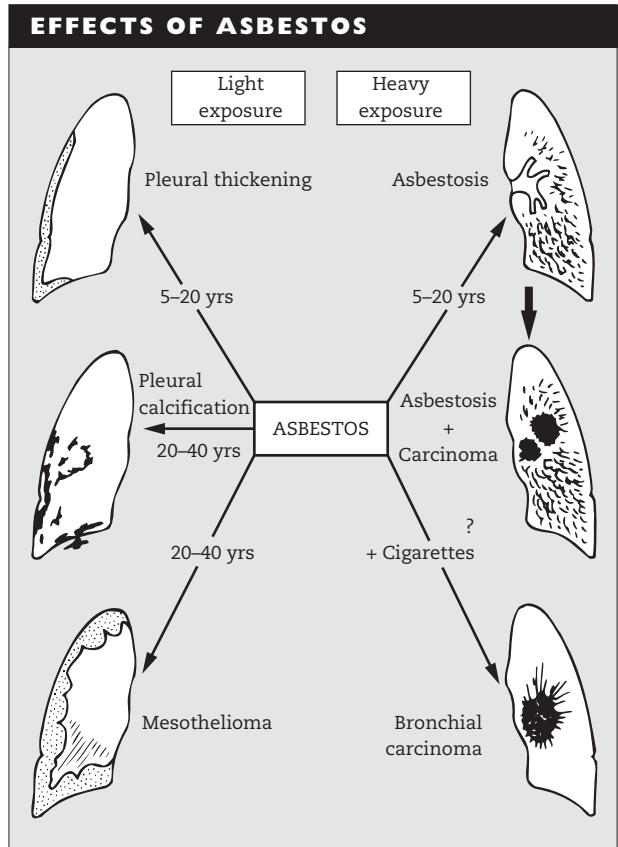 EFFECTS OF ASBESTOS
Light
exposure
Heavy
exposure
Pleural thickening
Asbestosis
5–20 yrs
5–20 yrs
Pleural
calcification
20–40 yrs
ASBESTOS
Asbestosis
+
Carcinoma
20–40 yrs
?
+ Cigarettes
Mesothelioma
Bronchial
carcinoma